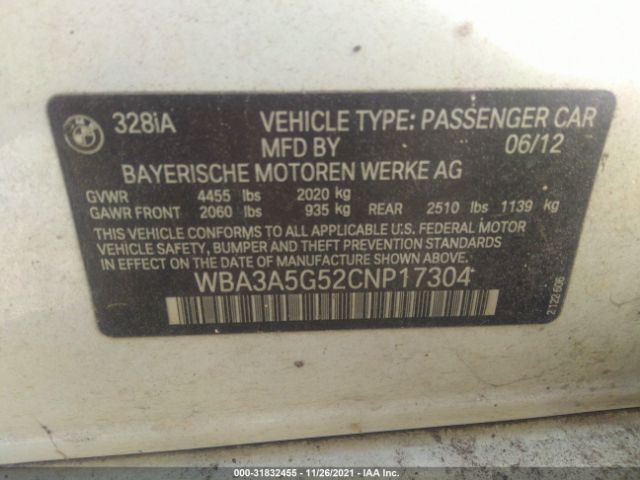 328iA VEHICLE TYPE: PASSENGER CAR
MFD BY 06/12
BAYERISCHE MOTOREN WERKE AG
GVWR 4455 lbs 2020 kg
GAWR FRONT 2060 lbs 935 kg REAR 2510 lbs 1139 kg
THIS VEHICLE CONFORMS TO ALL APPLICABLE U.S. FEDERAL MOTOR
VEHICLE SAFETY, BUMPER AND THEFT PREVENTION STANDARDS IN
EFFECT ON THE DATE OF MANUFACTURE SHOWN ABOVE.
WBA3A5G52CNP17304
2 122 606
000-31832455 - 11/26/2021 - IAA Inc.